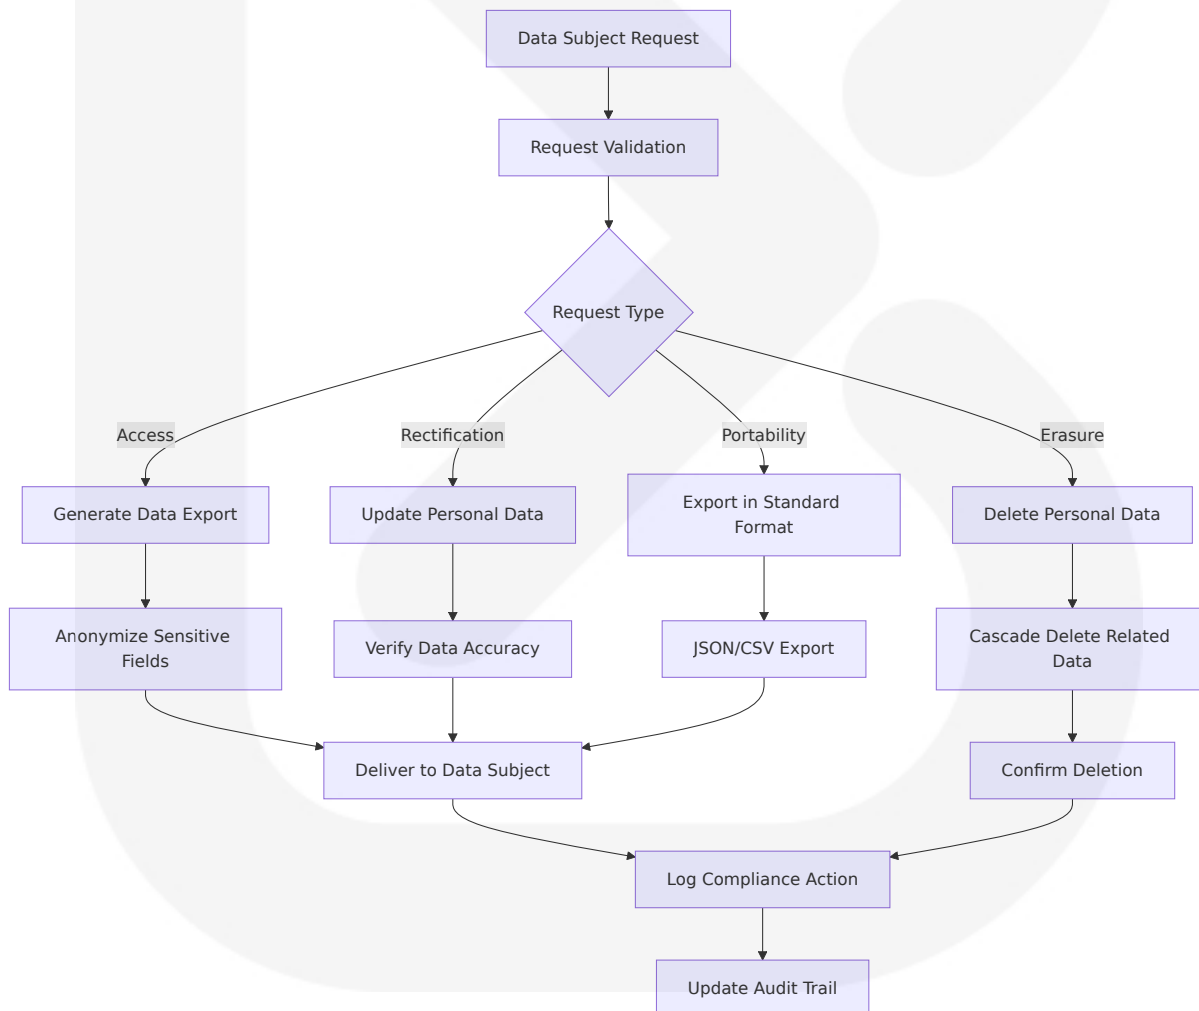 Data Subject Request
Request Validation
Request Type
Access
Rectification
Portability
Erasure
Generate Data Export
Update Personal Data
Export in Standard
Format
Delete Personal Data
Anonymize Sensitive
Fields
Verify Data Accuracy
JSON/CSV Export
Cascade Delete Related
Data
Deliver to Data Subject
Confirm Deletion
Log Compliance Action
Update Audit Trail